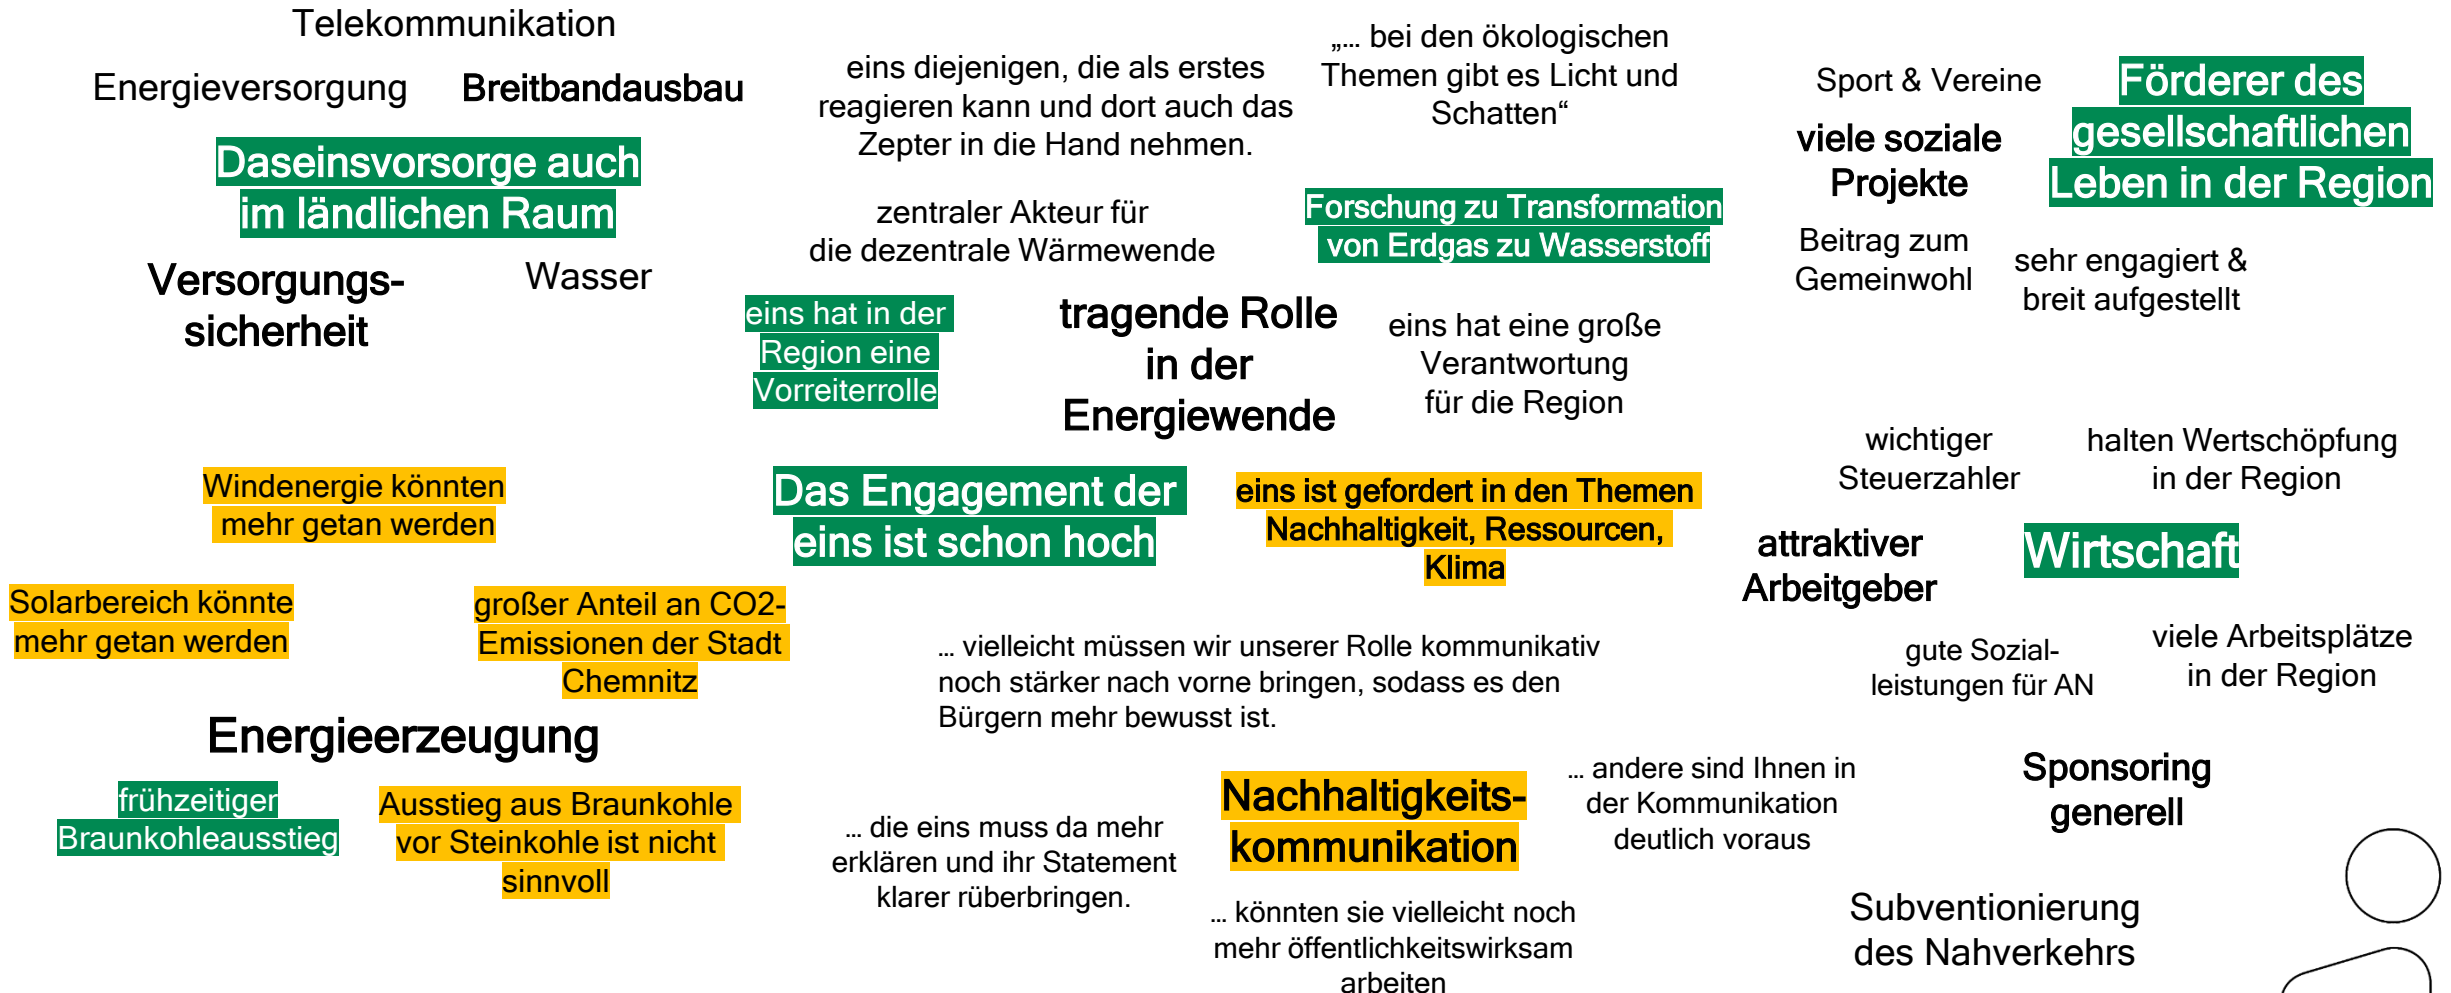 Telekommunikation
Energieversorgung
Breitbandausbau
Daseinsvorsorge auch
im ländlichen Raum
Versorgungs-
sicherheit
Wasser
eins diejenigen, die als erstes
reagieren kann und dort auch das
Zepter in die Hand nehmen.
„... bei den ökologischen
Themen gibt es Licht und
Schatten“
zentraler Akteur für
die dezentrale Wärmewende
Forschung zu Transformation
von Erdgas zu Wasserstoff
eins hat in der
Region eine
Vorreiterrolle
tragende Rolle
in der
Energiewende
eins hat eine große
Verantwortung
für die Region
Sport & Vereine
Förderer des
gesellschaftlichen
Leben in der Region
viele soziale
Projekte
Beitrag zum
Gemeinwohl
sehr engagiert &
breit aufgestellt
Windenergie könnten
mehr getan werden
Solarbereich könnte
mehr getan werden
großer Anteil an CO2-
Emissionen der Stadt
Chemnitz
Energieerzeugung
frühzeitiger
Braunkohleausstieg
Ausstieg aus Braunkohle
vor Steinkohle ist nicht
sinnvoll
Das Engagement der
eins ist schon hoch
eins ist gefordert in den Themen
Nachhaltigkeit, Ressourcen,
Klima
... vielleicht müssen wir unserer Rolle kommunikativ
noch stärker nach vorne bringen, sodass es den
Bürgern mehr bewusst ist.
Nachhaltigkeits-
kommunikation
... andere sind Ihnen in
der Kommunikation
deutlich voraus
... die eins muss da mehr
erklären und ihr Statement
klarer rüberbringen.
... könnten sie vielleicht noch
mehr öffentlichkeitswirksam
arbeiten
wichtiger
Steuerzahler
halten Wertschöpfung
in der Region
attraktiver
Arbeitgeber
Wirtschaft
gute Sozial-
leistungen für AN
viele Arbeitsplätze
in der Region
Sponsoring
generell
Subventionierung
des Nahverkehrs